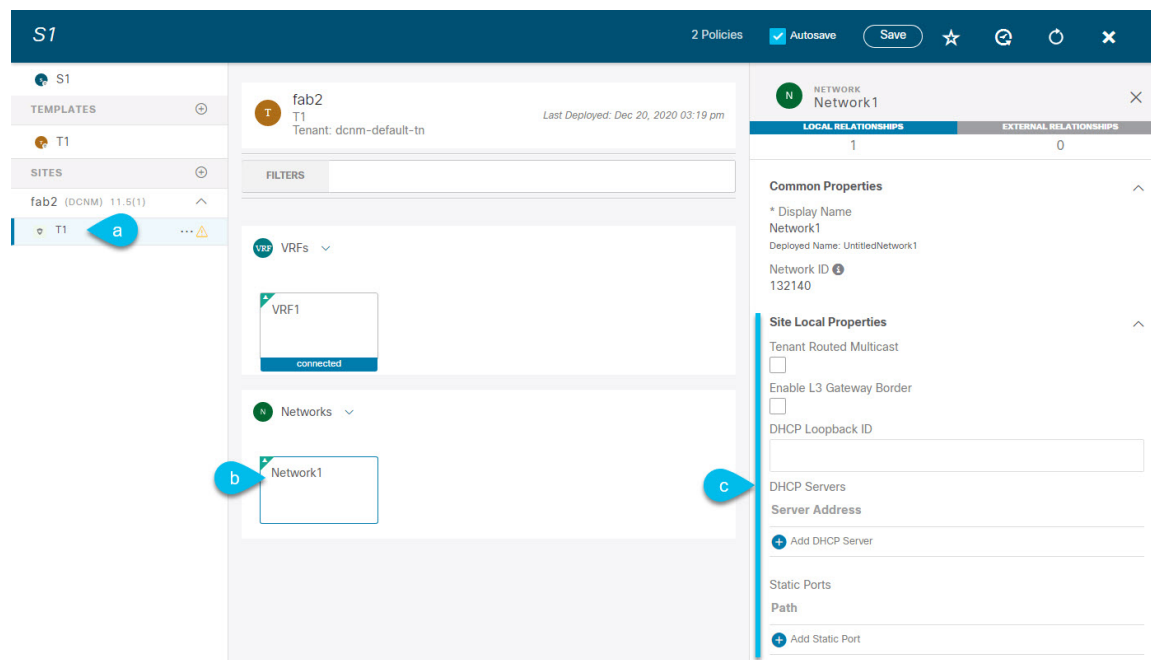 S1
2 Policies
Autosave
Save
S1
TEMPLATES
T1
SITES
fab2 (DCNM) 11.5(1)
T1
a
T
fab2
T1
Tenant: dcnm-default-tn
Last Deployed: Dec 20, 2020 03:19 pm
FILTERS
VRF VRFs
VRF1
connected
N Networks
b
Network1
c
N
NETWORK
Network1
LOCAL RELATIONSHIPS
EXTERNAL RELATIONSHIPS
1
0
Common Properties
* Display Name
Network1
Deployed Name: UntitledNetwork1
Network ID
132140
Site Local Properties
Tenant Routed Multicast
Enable L3 Gateway Border
DHCP Loopback ID
DHCP Servers
Server Address
Add DHCP Server
Static Ports
Path
Add Static Port